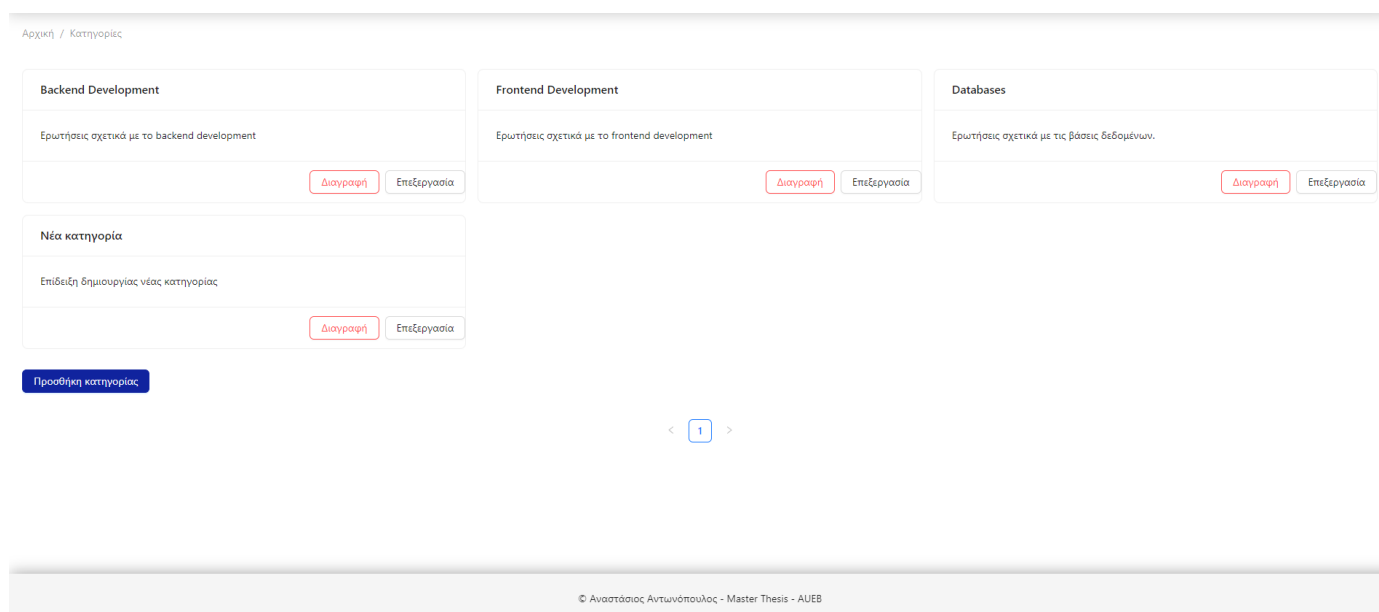 Αρχική / Κατηγορίες
Backend Development
Ερωτήσεις σχετικά με το backend development
Διαγραφή Επεξεργασία
Frontend Development
Ερωτήσεις σχετικά με το frontend development
Διαγραφή Επεξεργασία
Databases
Ερωτήσεις σχετικά με τις βάσεις δεδομένων.
Διαγραφή Επεξεργασία
Νέα κατηγορία
Επίδειξη δημιουργίας νέας κατηγορίας
Διαγραφή Επεξεργασία
Προσθήκη κατηγορίας
< 1 >
© Αναστάσιος Αντωνόπουλος - Master Thesis - AUEB